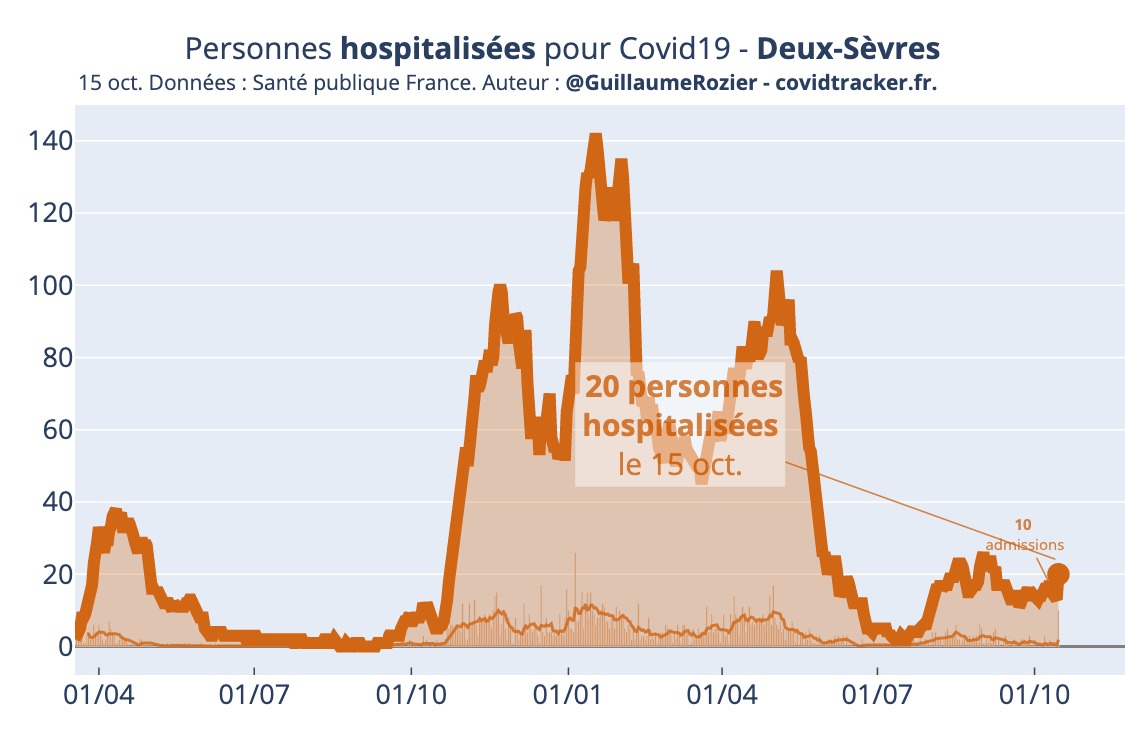 Personnes hospitalisées pour Covid19 - Deux-Sèvres
15 oct. Données : Santé publique France. Auteur : @GuillaumeRozier - covidtracker.fr.
140
120
100
80
60
40
20
0
20 personnes
hospitalisées
le 15 oct.
10
admissions
01/04
01/07
01/10
01/01
01/04
01/07
01/10